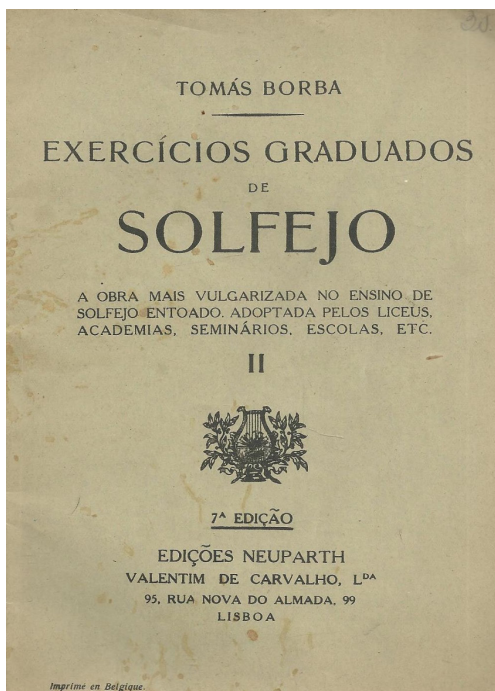 TOMÁS BORBA
EXERCÍCIOS GRADUADOS
DE
SOLFEJO
A OBRA MAIS VULGARIZADA NO ENSINO DE
SOLFEJO ENTOADO. ADOPTADA PELOS LICEUS,
ACADEMIAS, SEMINÁRIOS, ESCOLAS, ETC.
II
7ª EDIÇÃO
EDIÇÕES NEUPARTH
VALENTIM DE CARVALHO, Lᴰᴬ
95, RUA NOVA DO ALMADA, 99
LISBOA
Imprimé en Belgique.